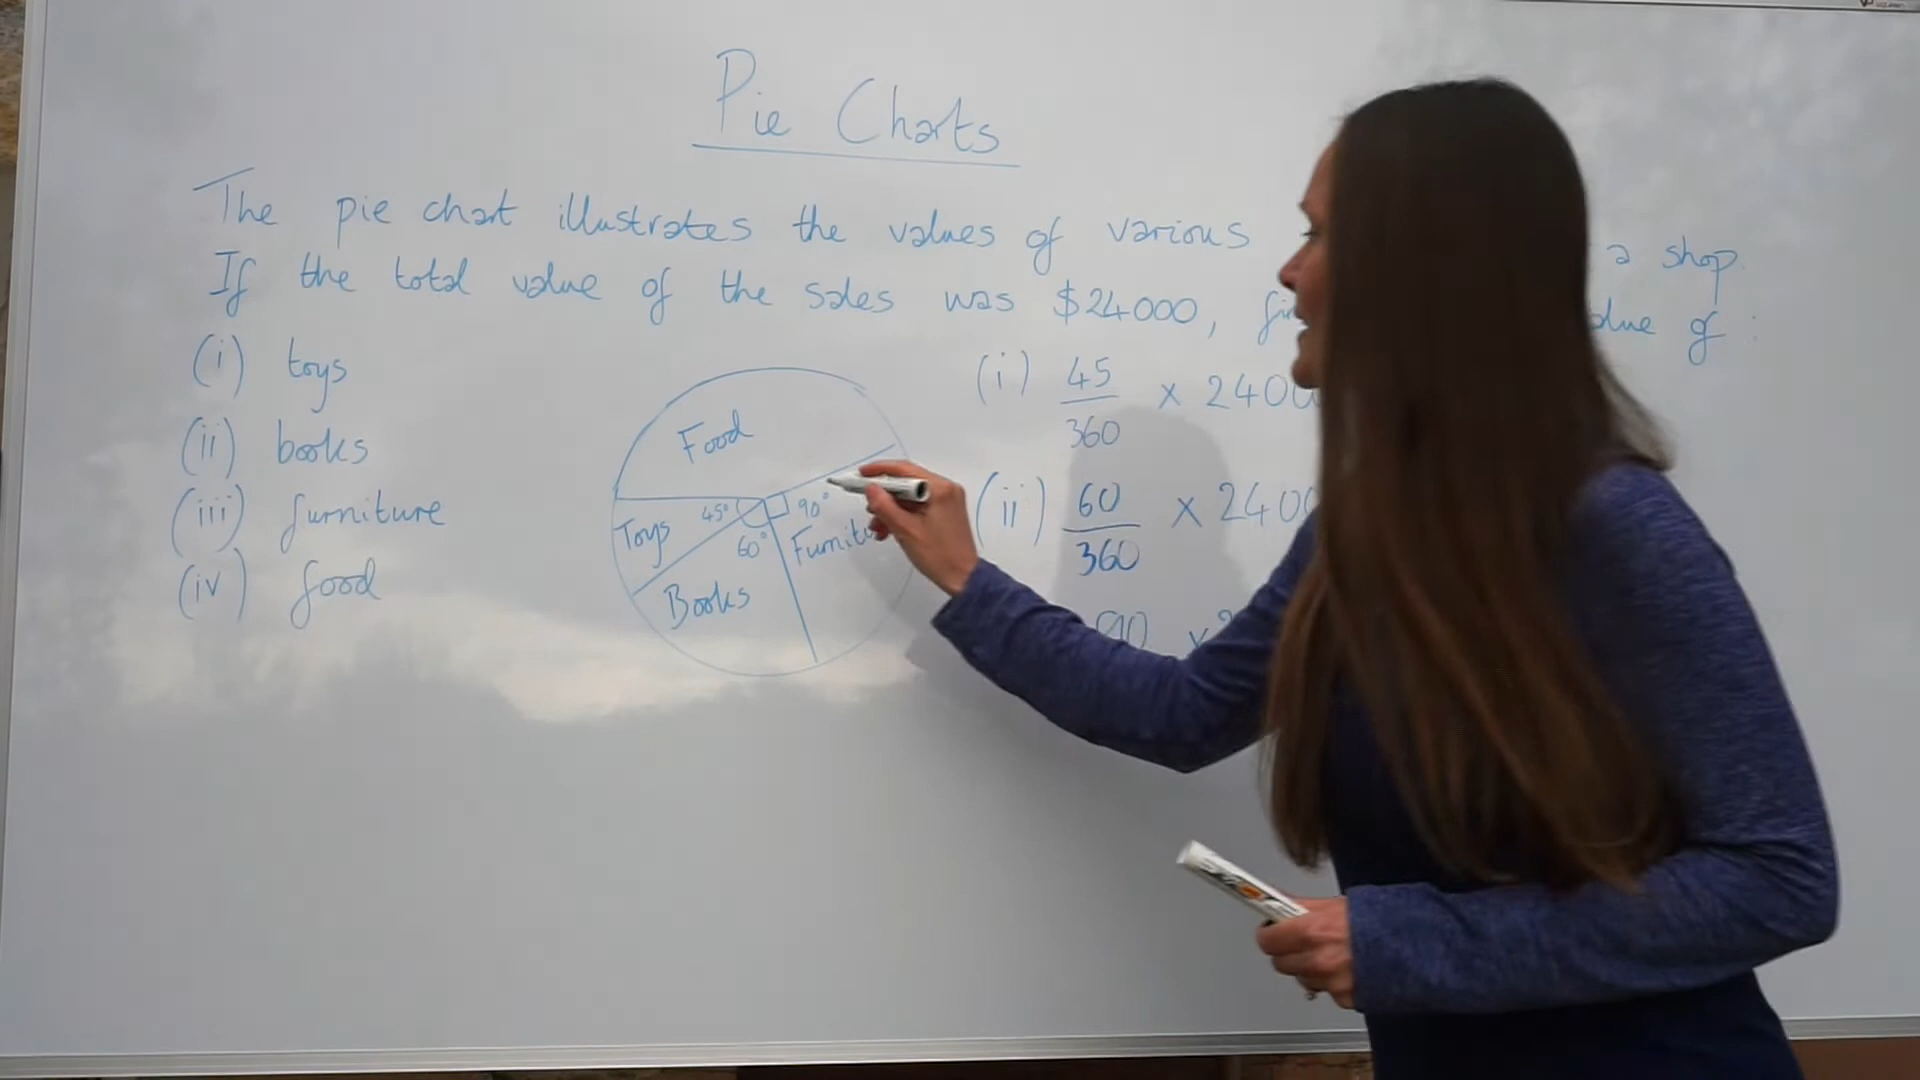 Pie Charts
The pie chart illustrates the values of various a shop.
If the total value of the sales was $24000, of :
(i) toys
(ii) books
(iii) furniture
(iv) food
Food
Toys 45°
60°
Books
90°
(i) 45/360 × 2400
(ii) 60/360 × 2400
90 ×